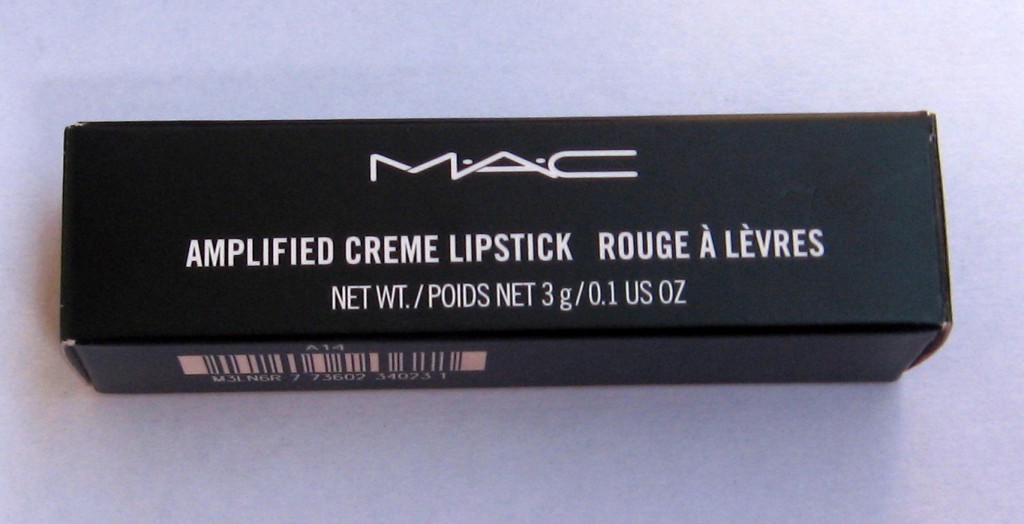 M·A·C
AMPLIFIED CREME LIPSTICK ROUGE À LÈVRES
NET WT. / POIDS NET 3 g / 0.1 US OZ
A14
M3LN6R 7 73602 34023 1